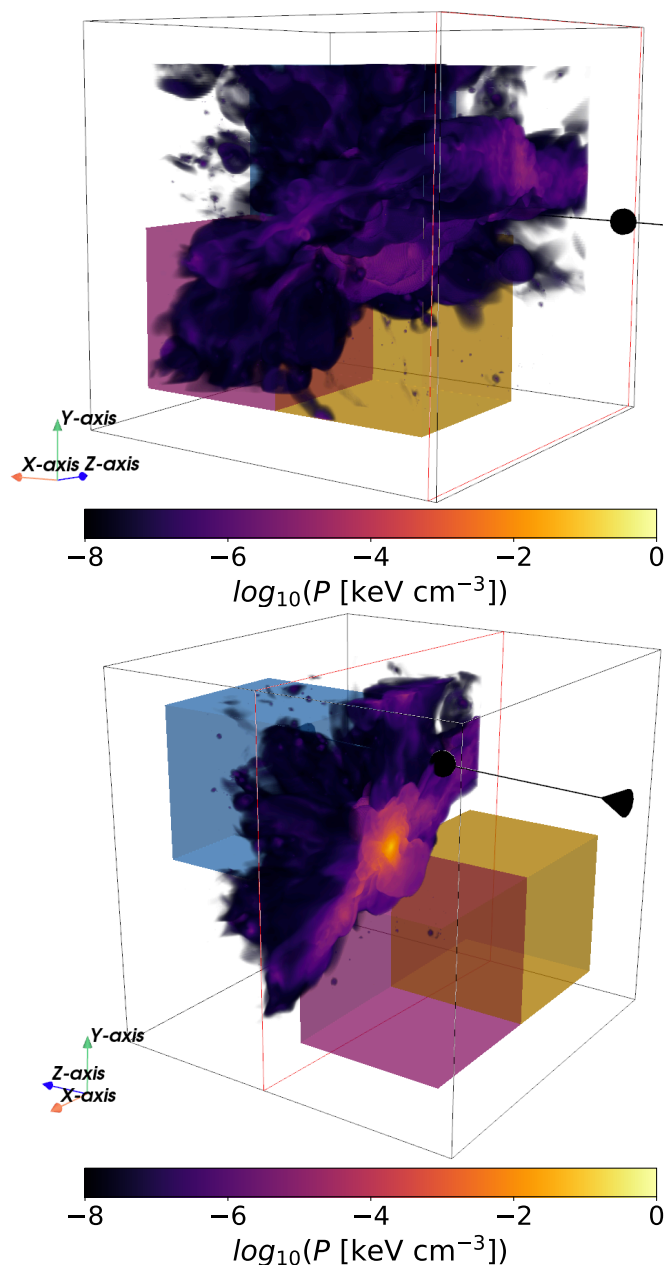 Y-axis
X-axis Z-axis
−8 −6 −4 −2 0
log₁₀(P [keV cm⁻³])
Y-axis
Z-axis
X-axis
−8 −6 −4 −2 0
log₁₀(P [keV cm⁻³])